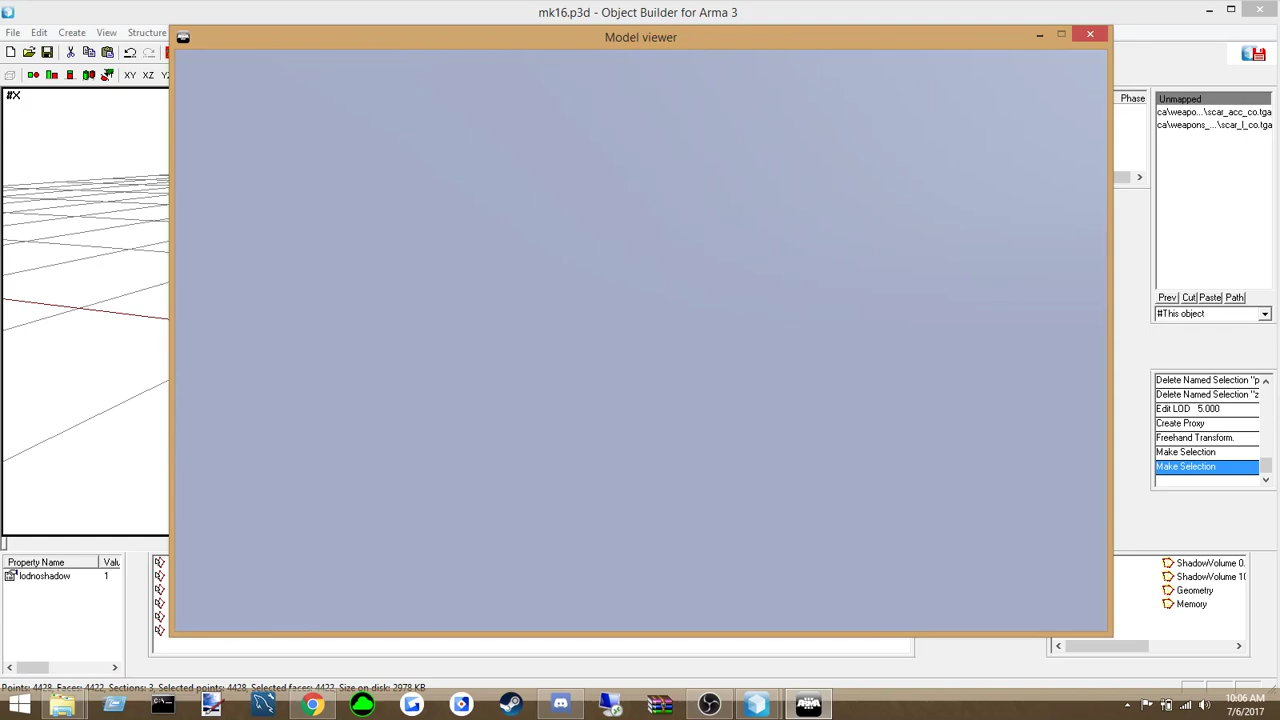 mk16.p3d - Object Builder for Arma 3
File Edit Create View Structure
Model viewer
XY XZ
#X
Phase
Unmapped
ca\weapo...\scar_acc_co.tga
ca\weapons_...\scar_l_co.tga
Prev Cut Paste Path
#This object
Delete Named Selection "p
Delete Named Selection "z
Edit LOD 5.000
Create Proxy
Freehand Transform.
Make Selection
Make Selection
Property Name Valu
lodnoshadow 1
ShadowVolume 0.
ShadowVolume 10
Geometry
Memory
Points: 4428, Faces: 4422, Sections: 3, Selected points: 4428, Selected faces: 4422, Size on disk: 2978 KB
ARMA
10:06 AM
7/6/2017